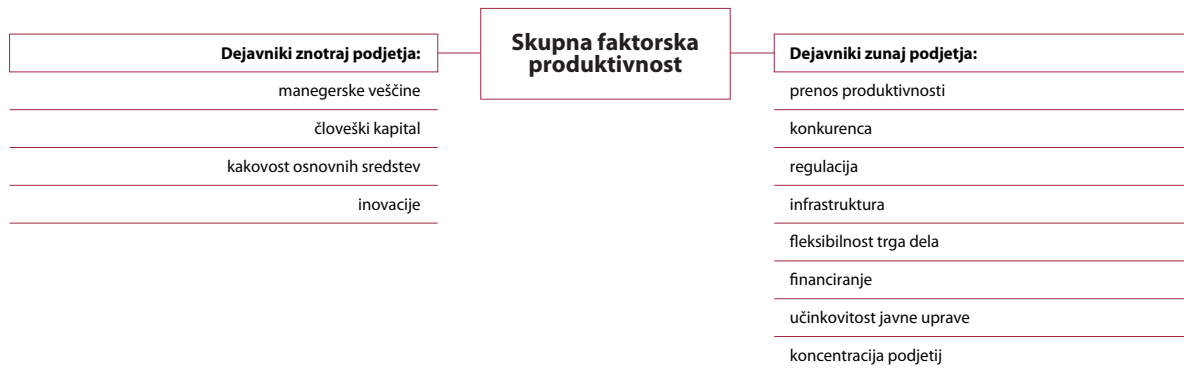 Skupna faktorska
produktivnost
Dejavniki znotraj podjetja:
manegerske veščine
človeški kapital
kakovost osnovnih sredstev
inovacije
Dejavniki zunaj podjetja:
prenos produktivnosti
konkurenca
regulacija
infrastruktura
fleksibilnost trga dela
financiranje
učinkovitost javne uprave
koncentracija podjetij